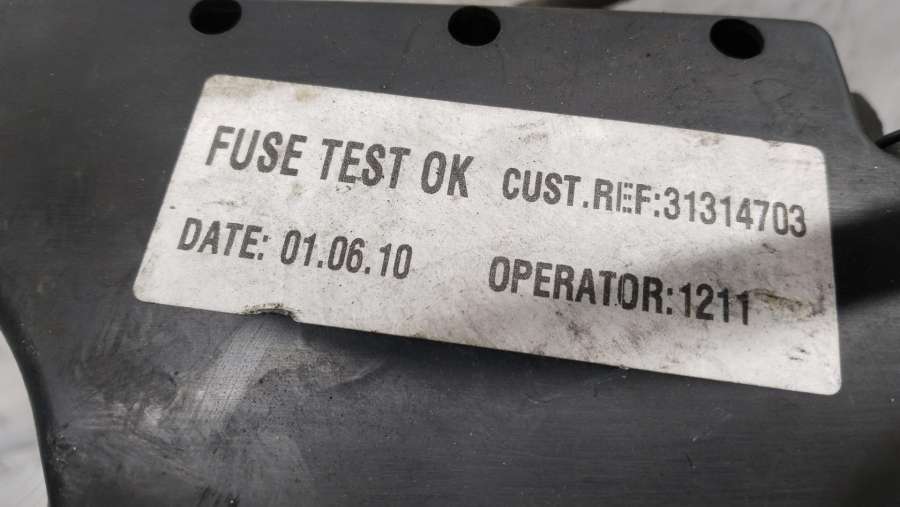 FUSE TEST OK CUST.REF:31314703
DATE: 01.06.10 OPERATOR:1211